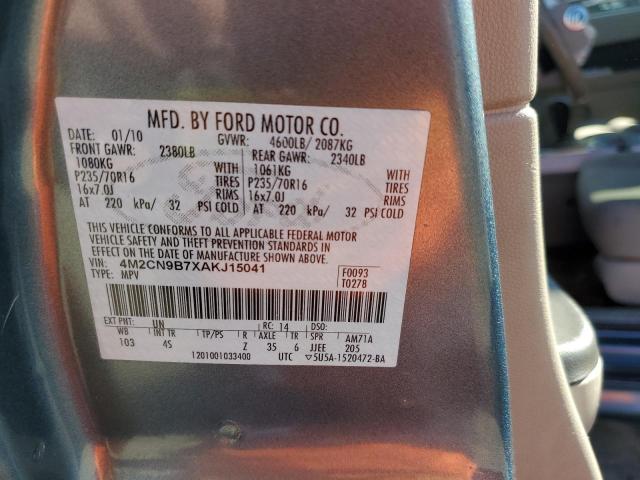 MFD. BY FORD MOTOR CO.
DATE: 01/10 GVWR: 4600LB/ 2087KG
FRONT GAWR: 2380LB REAR GAWR: 2340LB
1080KG WITH 1061KG WITH
P235/70R16 TIRES P235/70R16 TIRES
16x7.0J RIMS 16x7.0J RIMS
AT 220 kPa/ 32 PSI COLD AT 220 kPa/ 32 PSI COLD
THIS VEHICLE CONFORMS TO ALL APPLICABLE FEDERAL MOTOR
VEHICLE SAFETY AND THEFT PREVENTION STANDARDS IN
EFFECT ON THE DATE OF MANUFACTURE SHOWN ABOVE.
VIN: 4M2CN9B7XAKJ15041 F0093
TYPE: MPV T0278
EXT PNT: UN RC: 14 DSO:
WB INT TR TP/PS R AXLE TR SPR AM71A
103 4S Z 35 6 JJEE 205
1201001033400 UTC ▽5U5A-1520472-BA